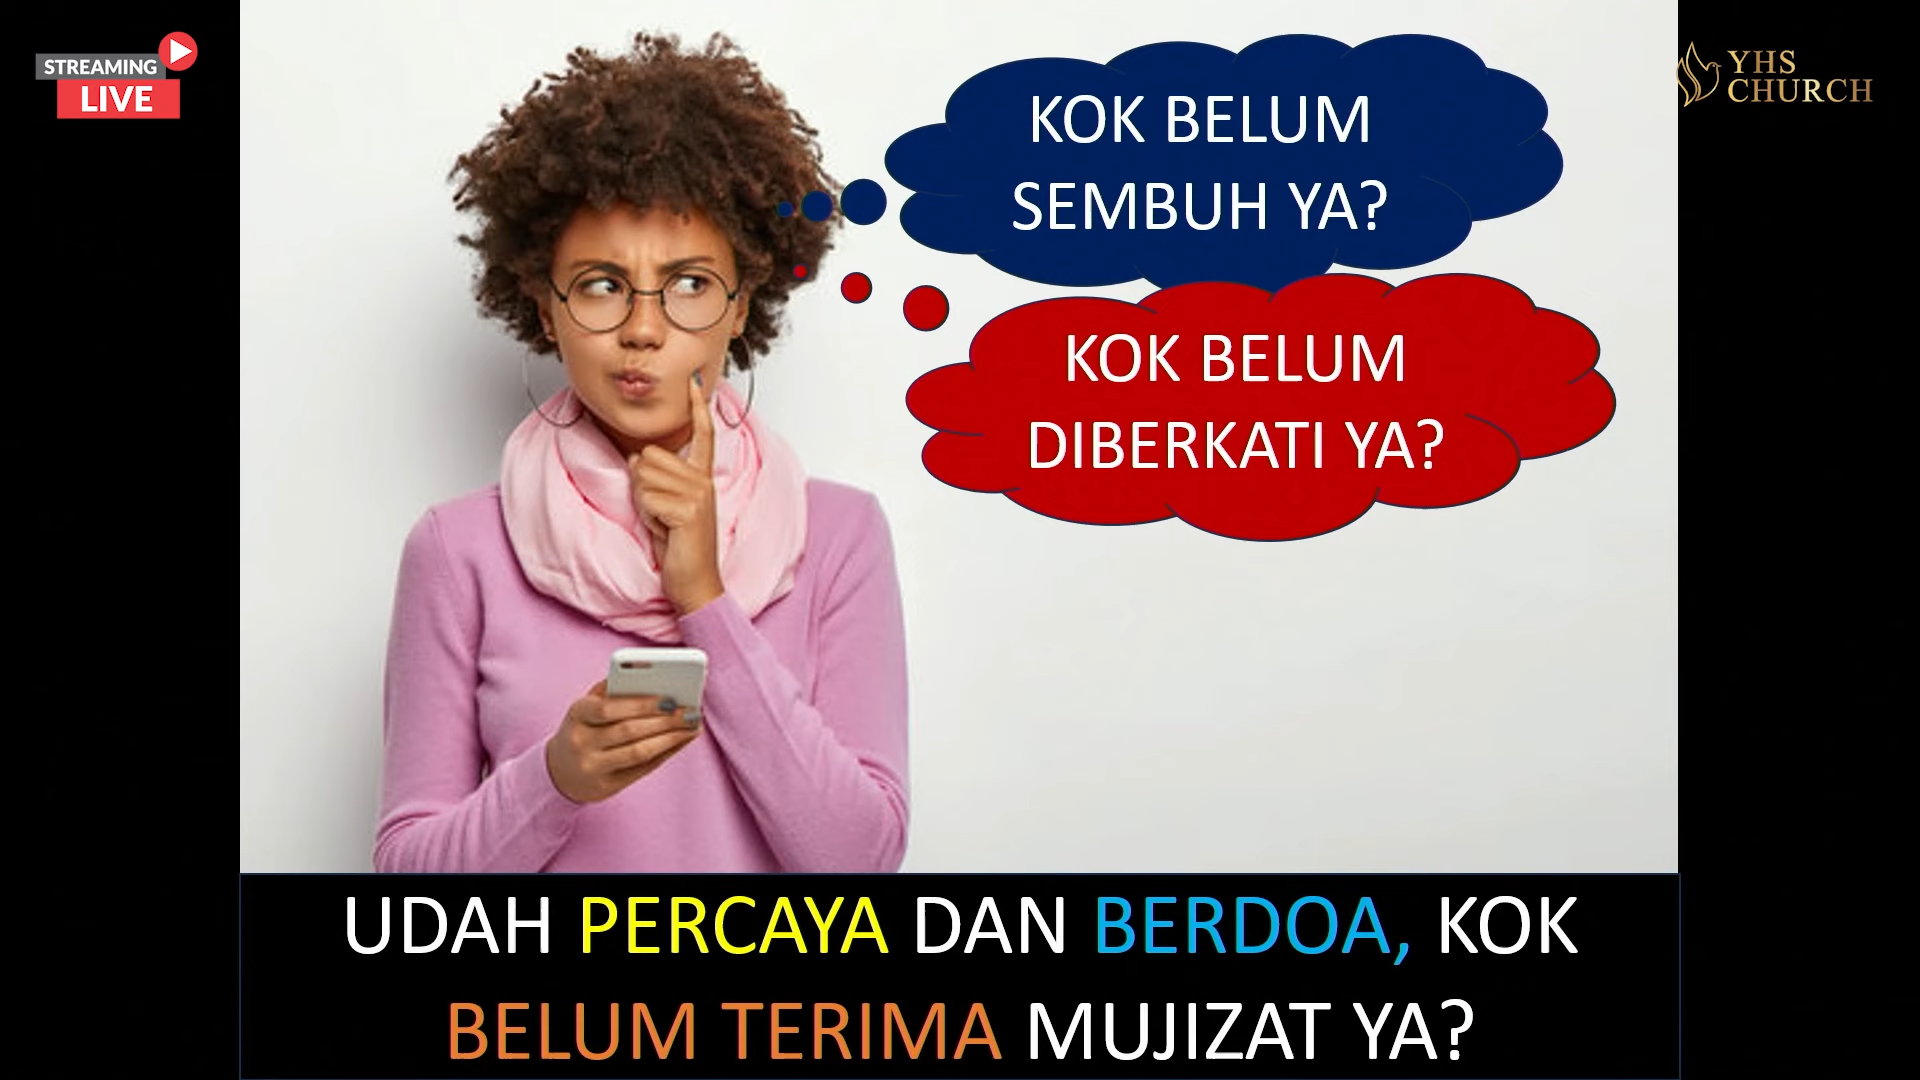 STREAMING
LIVE
YHS
CHURCH
KOK BELUM
SEMBUH YA?
KOK BELUM
DIBERKATI YA?
UDAH PERCAYA DAN BERDOA, KOK
BELUM TERIMA MUJIZAT YA?